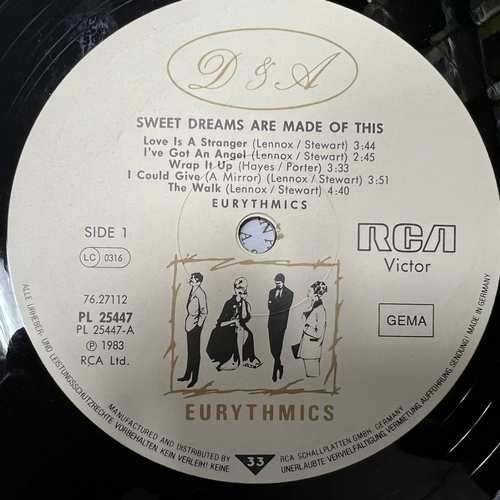 D & A
SWEET DREAMS ARE MADE OF THIS
Love Is A Stranger (Lennox / Stewart) 3:44
I've Got An Angel (Lennox / Stewart) 2:45
Wrap It Up (Hayes / Porter) 3:33
I Could Give (A Mirror) (Lennox / Stewart) 3:51
The Walk (Lennox / Stewart) 4:40
EURYTHMICS
SIDE 1
LC 0316
RCA
Victor
76.27112
PL 25447
PL 25447-A
Ⓟ 1983
RCA Ltd.
GEMA
EURYTHMICS
33
MANUFACTURED AND DISTRIBUTED BY RCA SCHALLPLATTEN GMBH, GERMANY
ALLE URHEBER- UND LEISTUNGSSCHUTZRECHTE VORBEHALTEN. KEIN VERLEIH! KEINE UNERLAUBTE VERVIELFÄLTIGUNG, VERMIETUNG, AUFFÜHRUNG, SENDUNG! MADE IN GERMANY